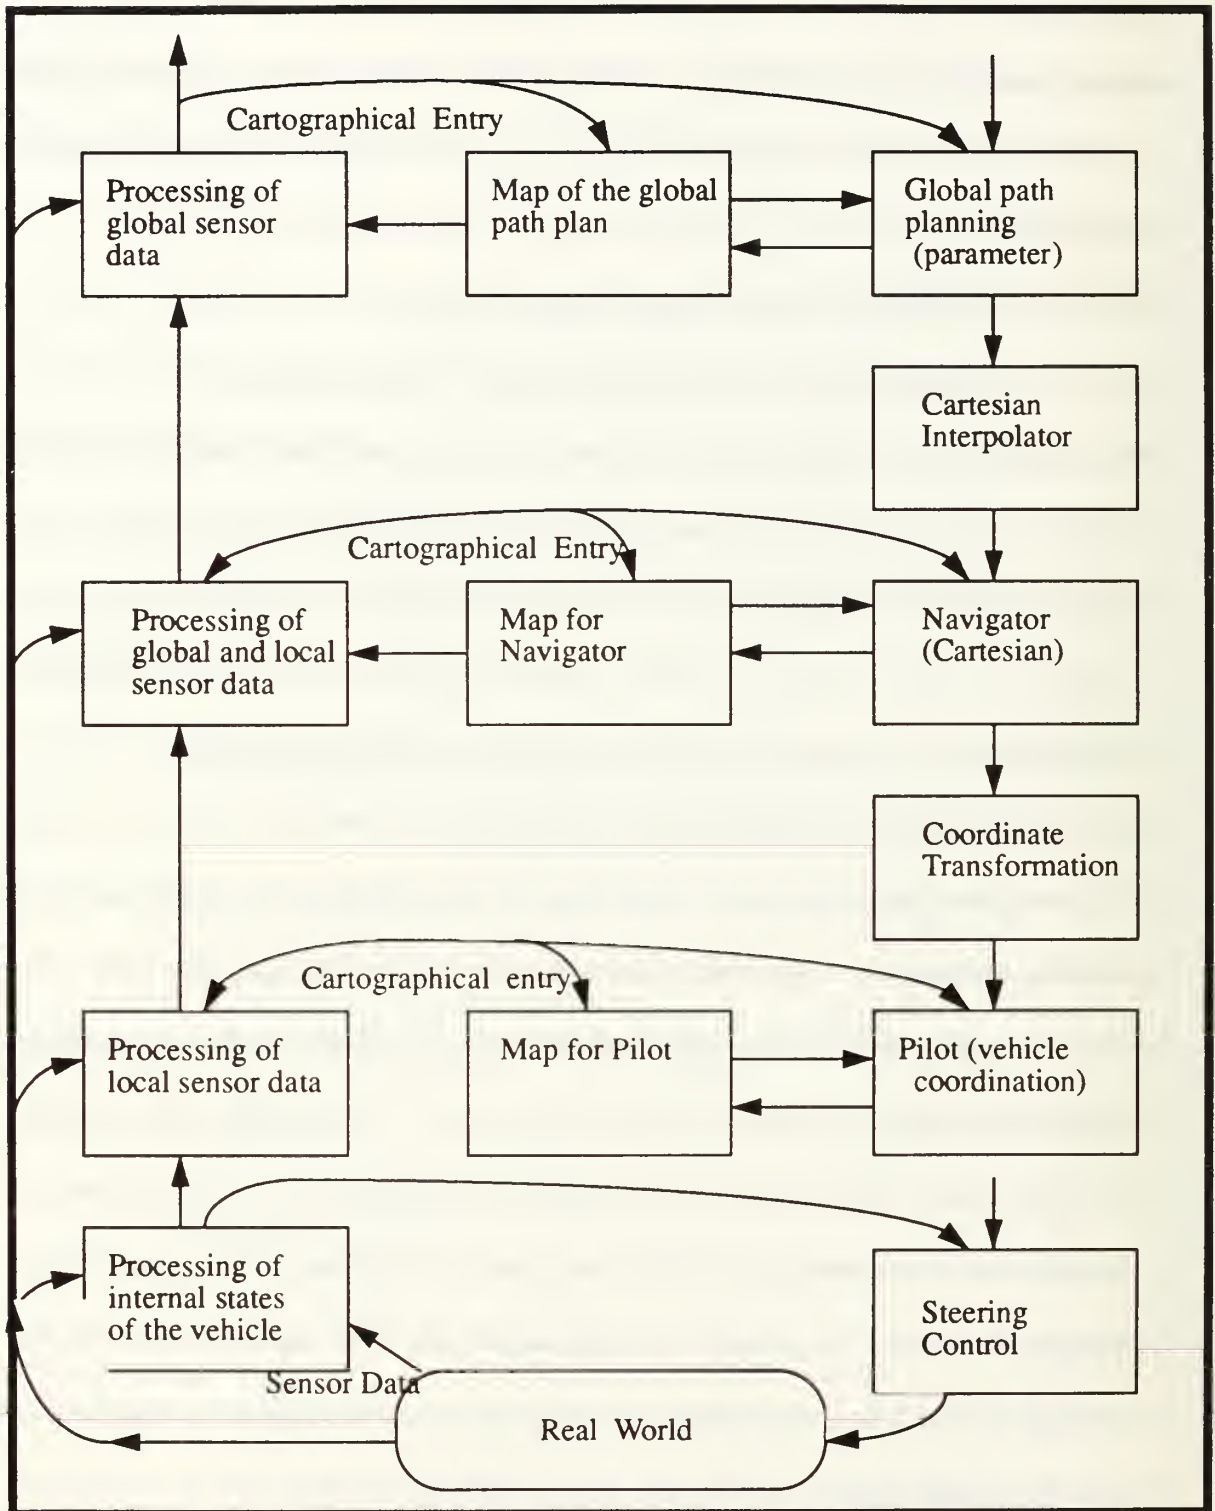 Cartographical Entry
Processing of
global sensor
data
Map of the global
path plan
Global path
planning
(parameter)
Cartesian
Interpolator
Cartographical Entry
Processing of
global and local
sensor data
Map for
Navigator
Navigator
(Cartesian)
Coordinate
Transformation
Cartographical entry
Processing of
local sensor data
Map for Pilot
Pilot (vehicle
coordination)
Processing of
internal states
of the vehicle
Steering
Control
Sensor Data
Real World